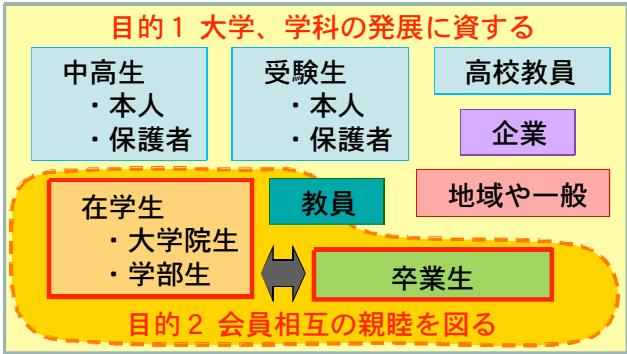 目的1 大学、学科の発展に資する
中高生
・本人
・保護者
受験生
・本人
・保護者
高校教員
企業
地域や一般
教員
在学生
・大学院生
・学部生
卒業生
目的2 会員相互の親睦を図る